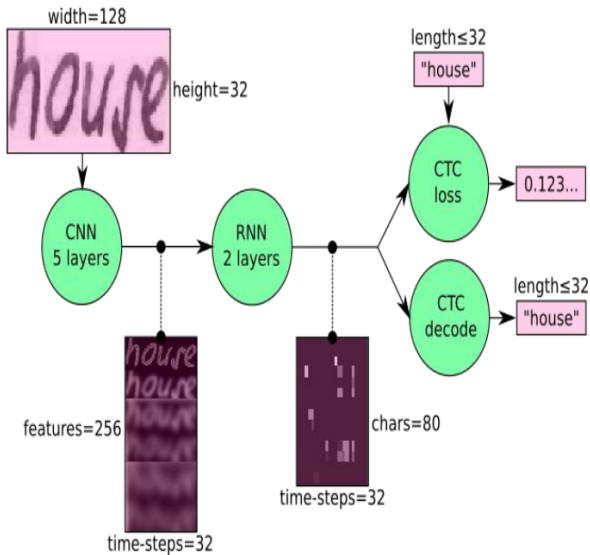 width=128
house
height=32
length≤32
"house"
CNN
5 layers
RNN
2 layers
CTC
loss
0.123...
CTC
decode
length≤32
"house"
house
house
features=256
time-steps=32
chars=80
time-steps=32